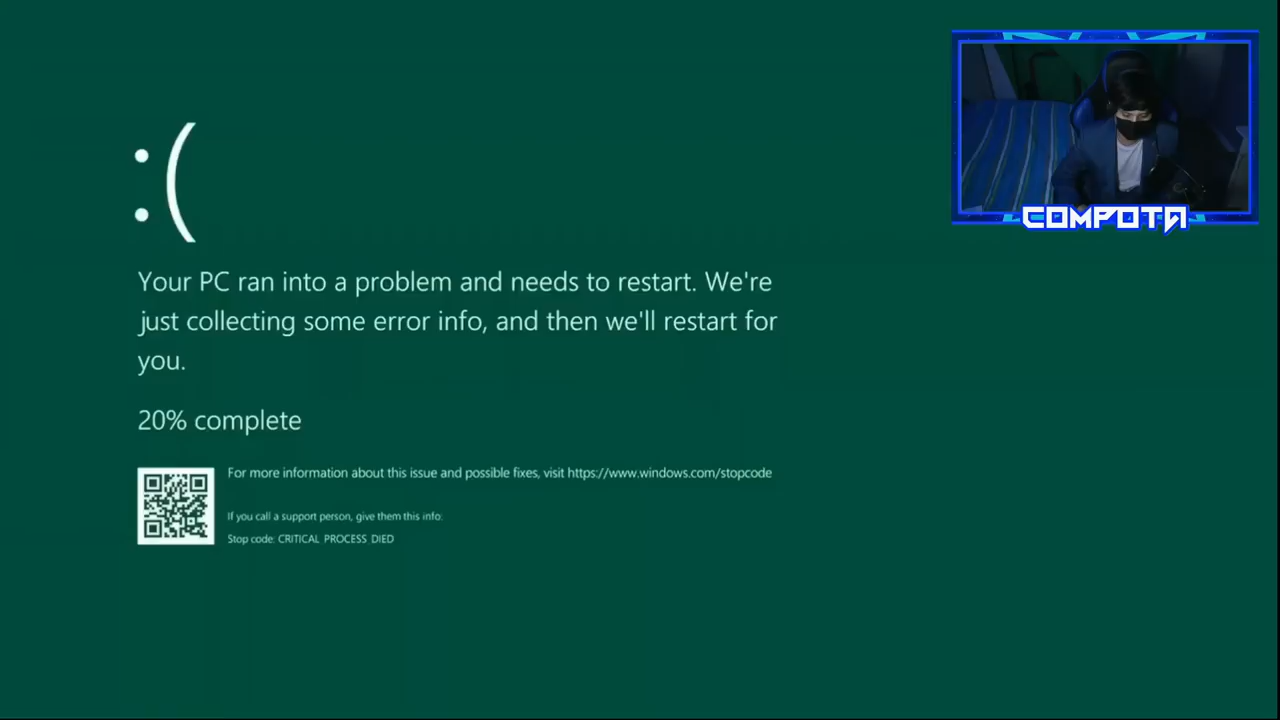 :(
COMPOTA
Your PC ran into a problem and needs to restart. We're
just collecting some error info, and then we'll restart for
you.
20% complete
For more information about this issue and possible fixes, visit https://www.windows.com/stopcode
If you call a support person, give them this info:
Stop code: CRITICAL PROCESS DIED